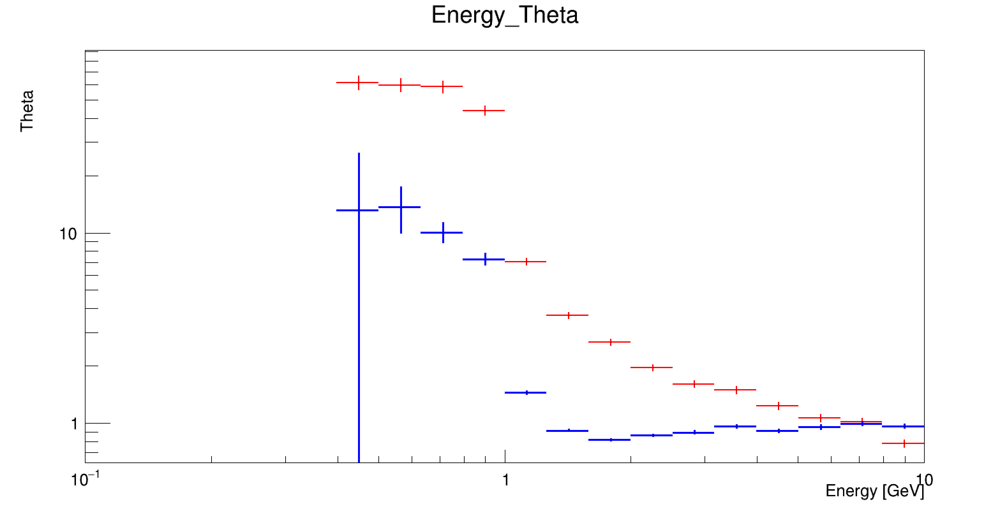 Energy_Theta
Theta
10
1
10⁻¹
1
10
Energy [GeV]